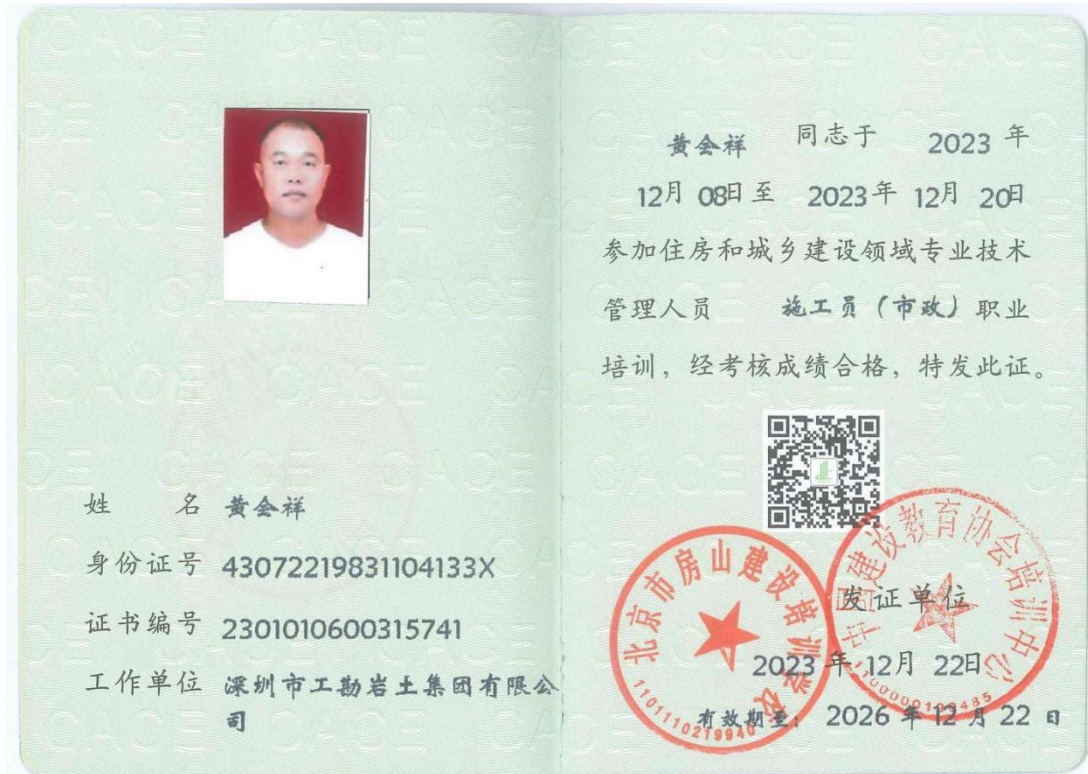 姓 名 黄会祥
身份证号 43072219831104133X
证书编号 2301010600315741
工作单位 深圳市工勘岩土集团有限公
司
黄会祥 同志于 2023 年
12月 08日 至 2023 年 12月 20日
参加住房和城乡建设领域专业技术
管理人员 施工员（市政）职业
培训，经考核成绩合格，特发此证。
北京市房山建设培训学校
1101110219940
中国建设教育协会培训中心
发证单位
2023 年 12月 22日
有效期至： 2026 年 12 月 22 日
CACE